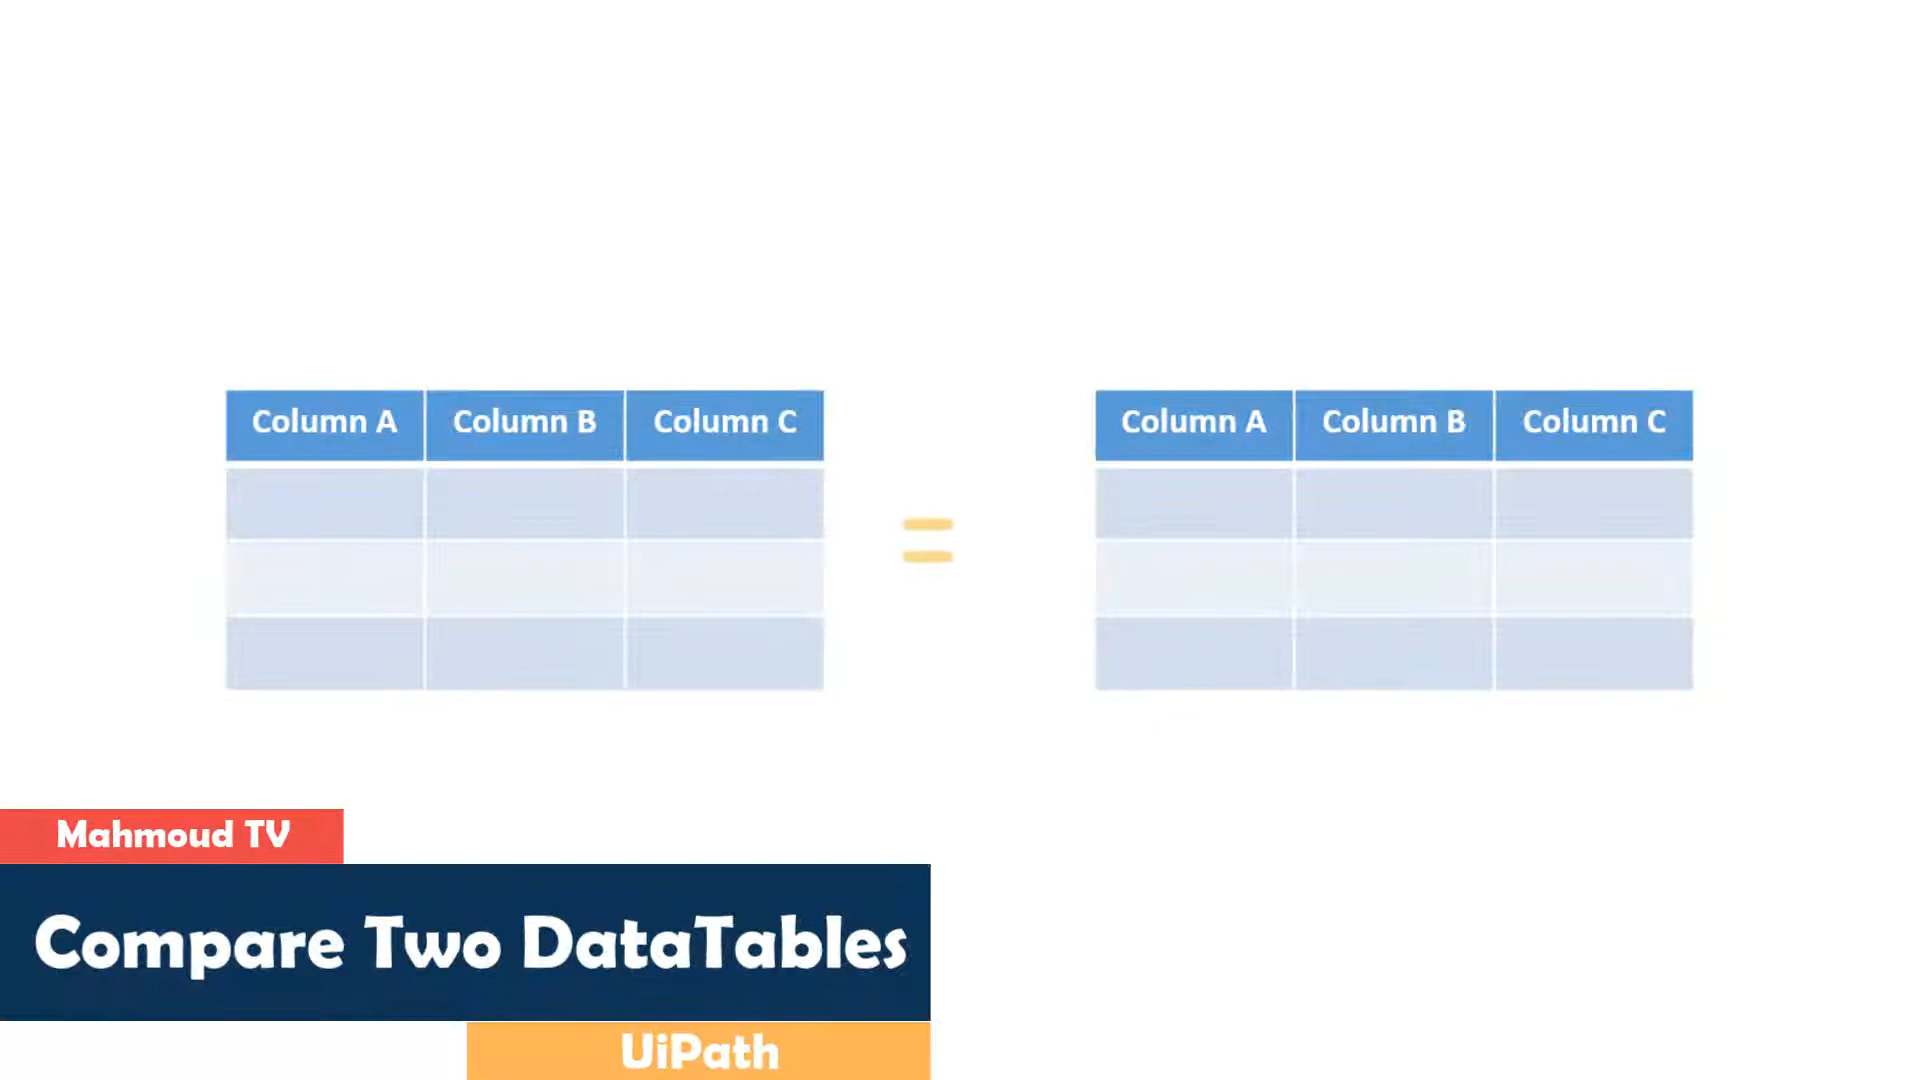 Column A Column B Column C Column A Column B Column C
=
Mahmoud TV
Compare Two DataTables
UiPath